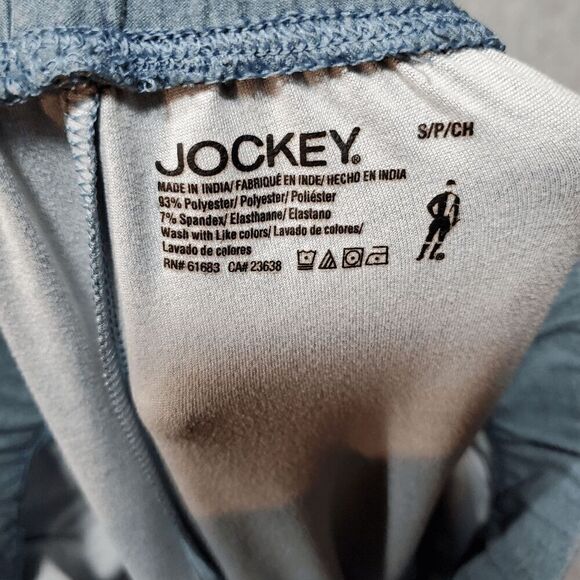 JOCKEY®
S/P/CH
MADE IN INDIA/ FABRIQUÉ EN INDE/ HECHO EN INDIA
93% Polyester/ Polyester/ Poliéster
7% Spandex/ Elasthanne/ Elastano
Wash with Like colors/ Lavado de colores/
Lavado de colores
RN# 61683 CA# 23638